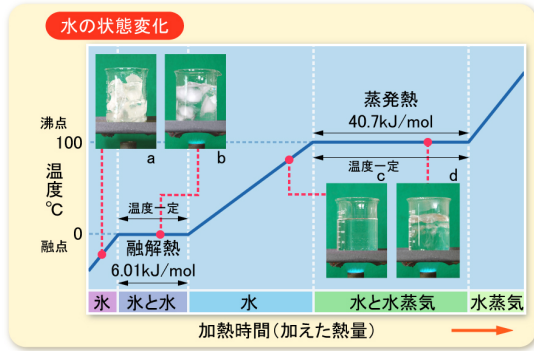 水の状態変化
沸点
100
温度
℃
0
融点
a
b
蒸発熱
40.7kJ/mol
温度一定
c
d
温度一定
融解熱
6.01kJ/mol
氷
氷と水
水
水と水蒸気
水蒸気
加熱時間(加えた熱量)